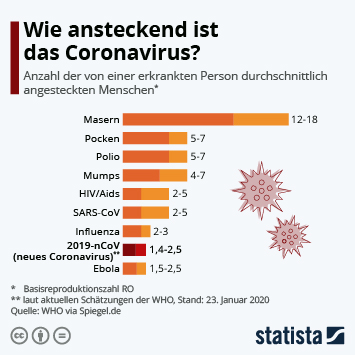 Wie ansteckend ist
das Coronavirus?
Anzahl der von einer erkrankten Person durchschnittlich
angesteckten Menschen*
Masern 12-18
Pocken 5-7
Polio 5-7
Mumps 4-7
HIV/Aids 2-5
SARS-CoV 2-5
Influenza 2-3
2019-nCoV
(neues Coronavirus)** 1,4-2,5
Ebola 1,5-2,5
* Basisreproduktionszahl RO
** laut aktuellen Schätzungen der WHO, Stand: 23. Januar 2020
Quelle: WHO via Spiegel.de
cc
statista